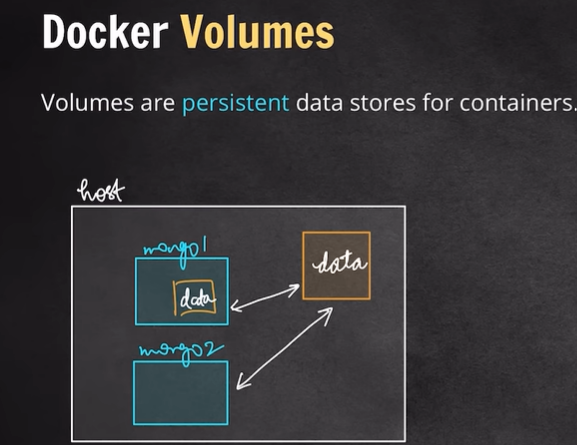 Docker Volumes
Volumes are persistent data stores for containers.
host
mongo1
data
data
mongo2